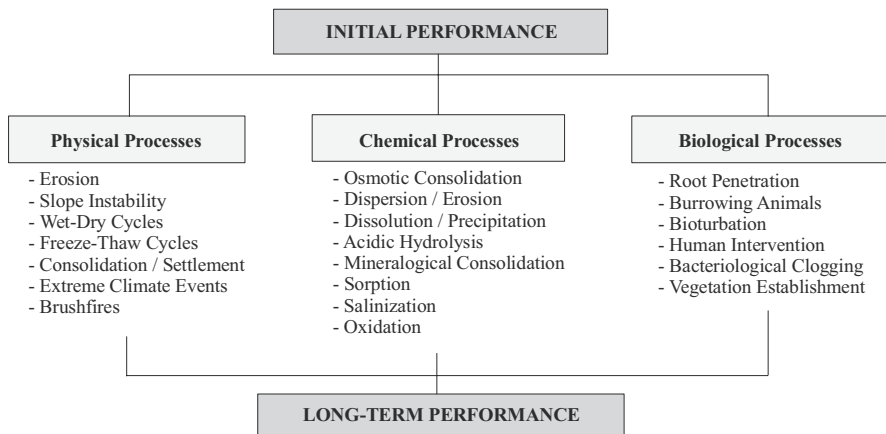 INITIAL PERFORMANCE
Physical Processes
- Erosion
- Slope Instability
- Wet-Dry Cycles
- Freeze-Thaw Cycles
- Consolidation / Settlement
- Extreme Climate Events
- Brushfires
Chemical Processes
- Osmotic Consolidation
- Dispersion / Erosion
- Dissolution / Precipitation
- Acidic Hydrolysis
- Mineralogical Consolidation
- Sorption
- Salinization
- Oxidation
Biological Processes
- Root Penetration
- Burrowing Animals
- Bioturbation
- Human Intervention
- Bacteriological Clogging
- Vegetation Establishment
LONG-TERM PERFORMANCE